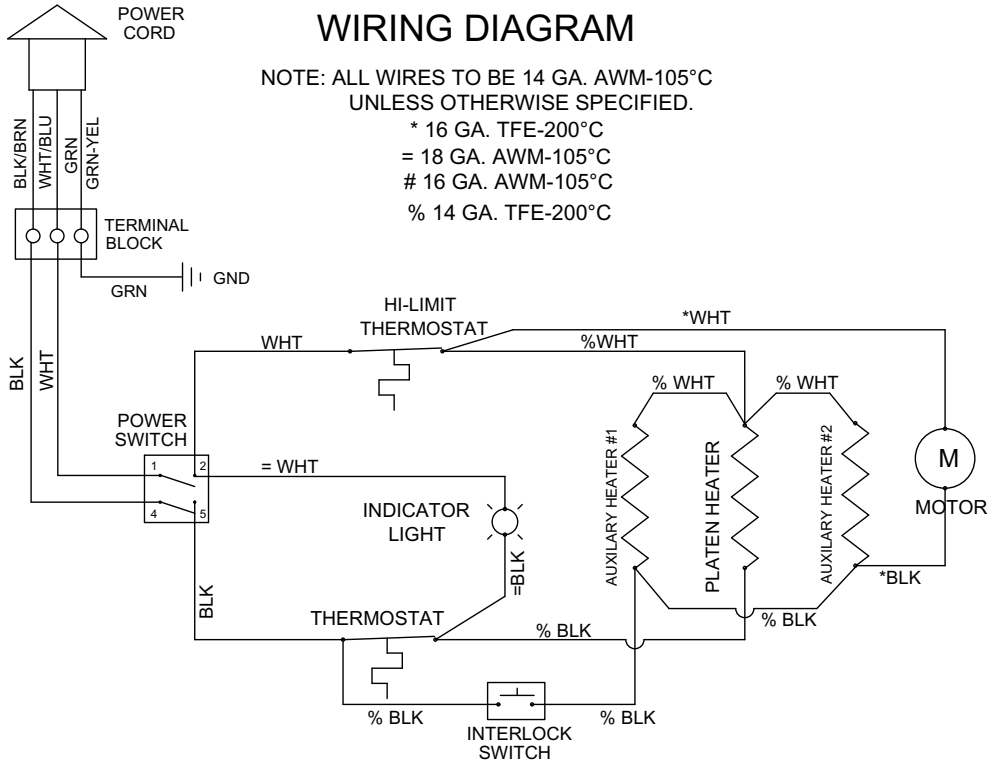 POWER
CORD
WIRING DIAGRAM
NOTE: ALL WIRES TO BE 14 GA. AWM-105°C
UNLESS OTHERWISE SPECIFIED.
* 16 GA. TFE-200°C
= 18 GA. AWM-105°C
# 16 GA. AWM-105°C
% 14 GA. TFE-200°C
BLK/BRN
WHT/BLU
GRN
GRN-YEL
TERMINAL
BLOCK
GND
GRN
HI-LIMIT
THERMOSTAT
*WHT
WHT
%WHT
BLK
WHT
% WHT
% WHT
POWER
SWITCH
1
2
4
5
= WHT
INDICATOR
LIGHT
AUXILARY HEATER #1
PLATEN HEATER
AUXILARY HEATER #2
M
MOTOR
=BLK
*BLK
BLK
THERMOSTAT
% BLK
% BLK
% BLK
% BLK
INTERLOCK
SWITCH